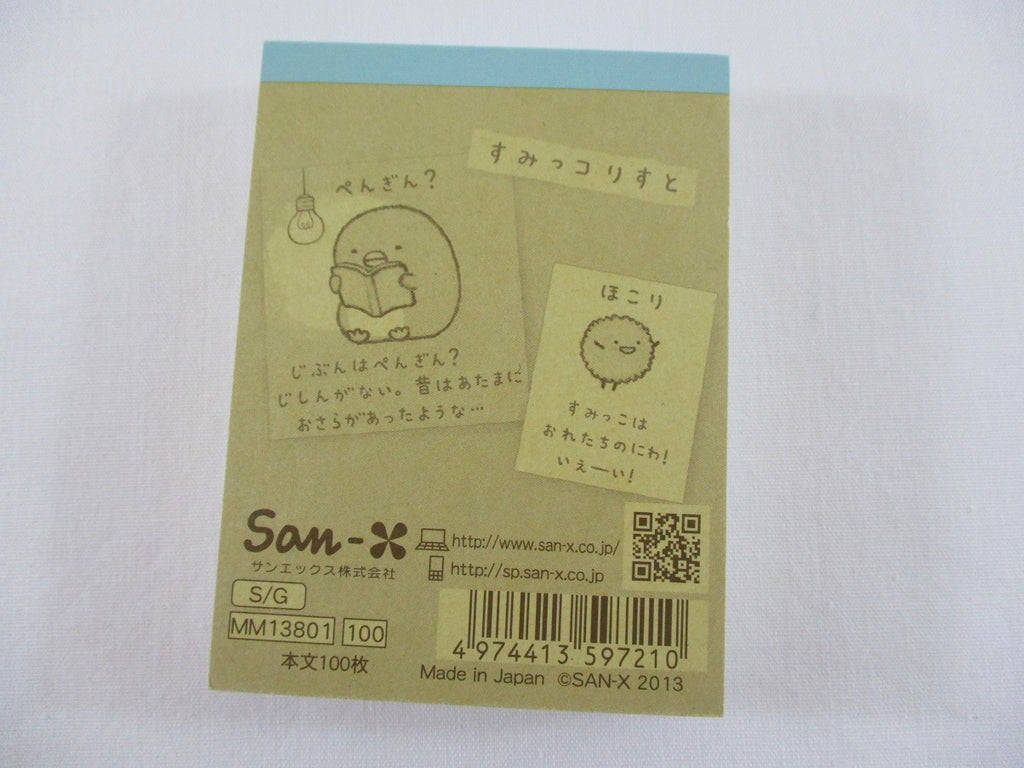 すみっコりすと
ぺんぎん?
じぶんはぺんぎん?
じしんがない。昔はあたまに
おさらがあったような…
ほこり
すみっこは
おれたちのにわ!
いえーい!
San-X
サンエックス株式会社
http://www.san-x.co.jp/
http://sp.san-x.co.jp
S/G
MM13801 100
本文100枚
4 974413 597210
Made in Japan ©SAN-X 2013